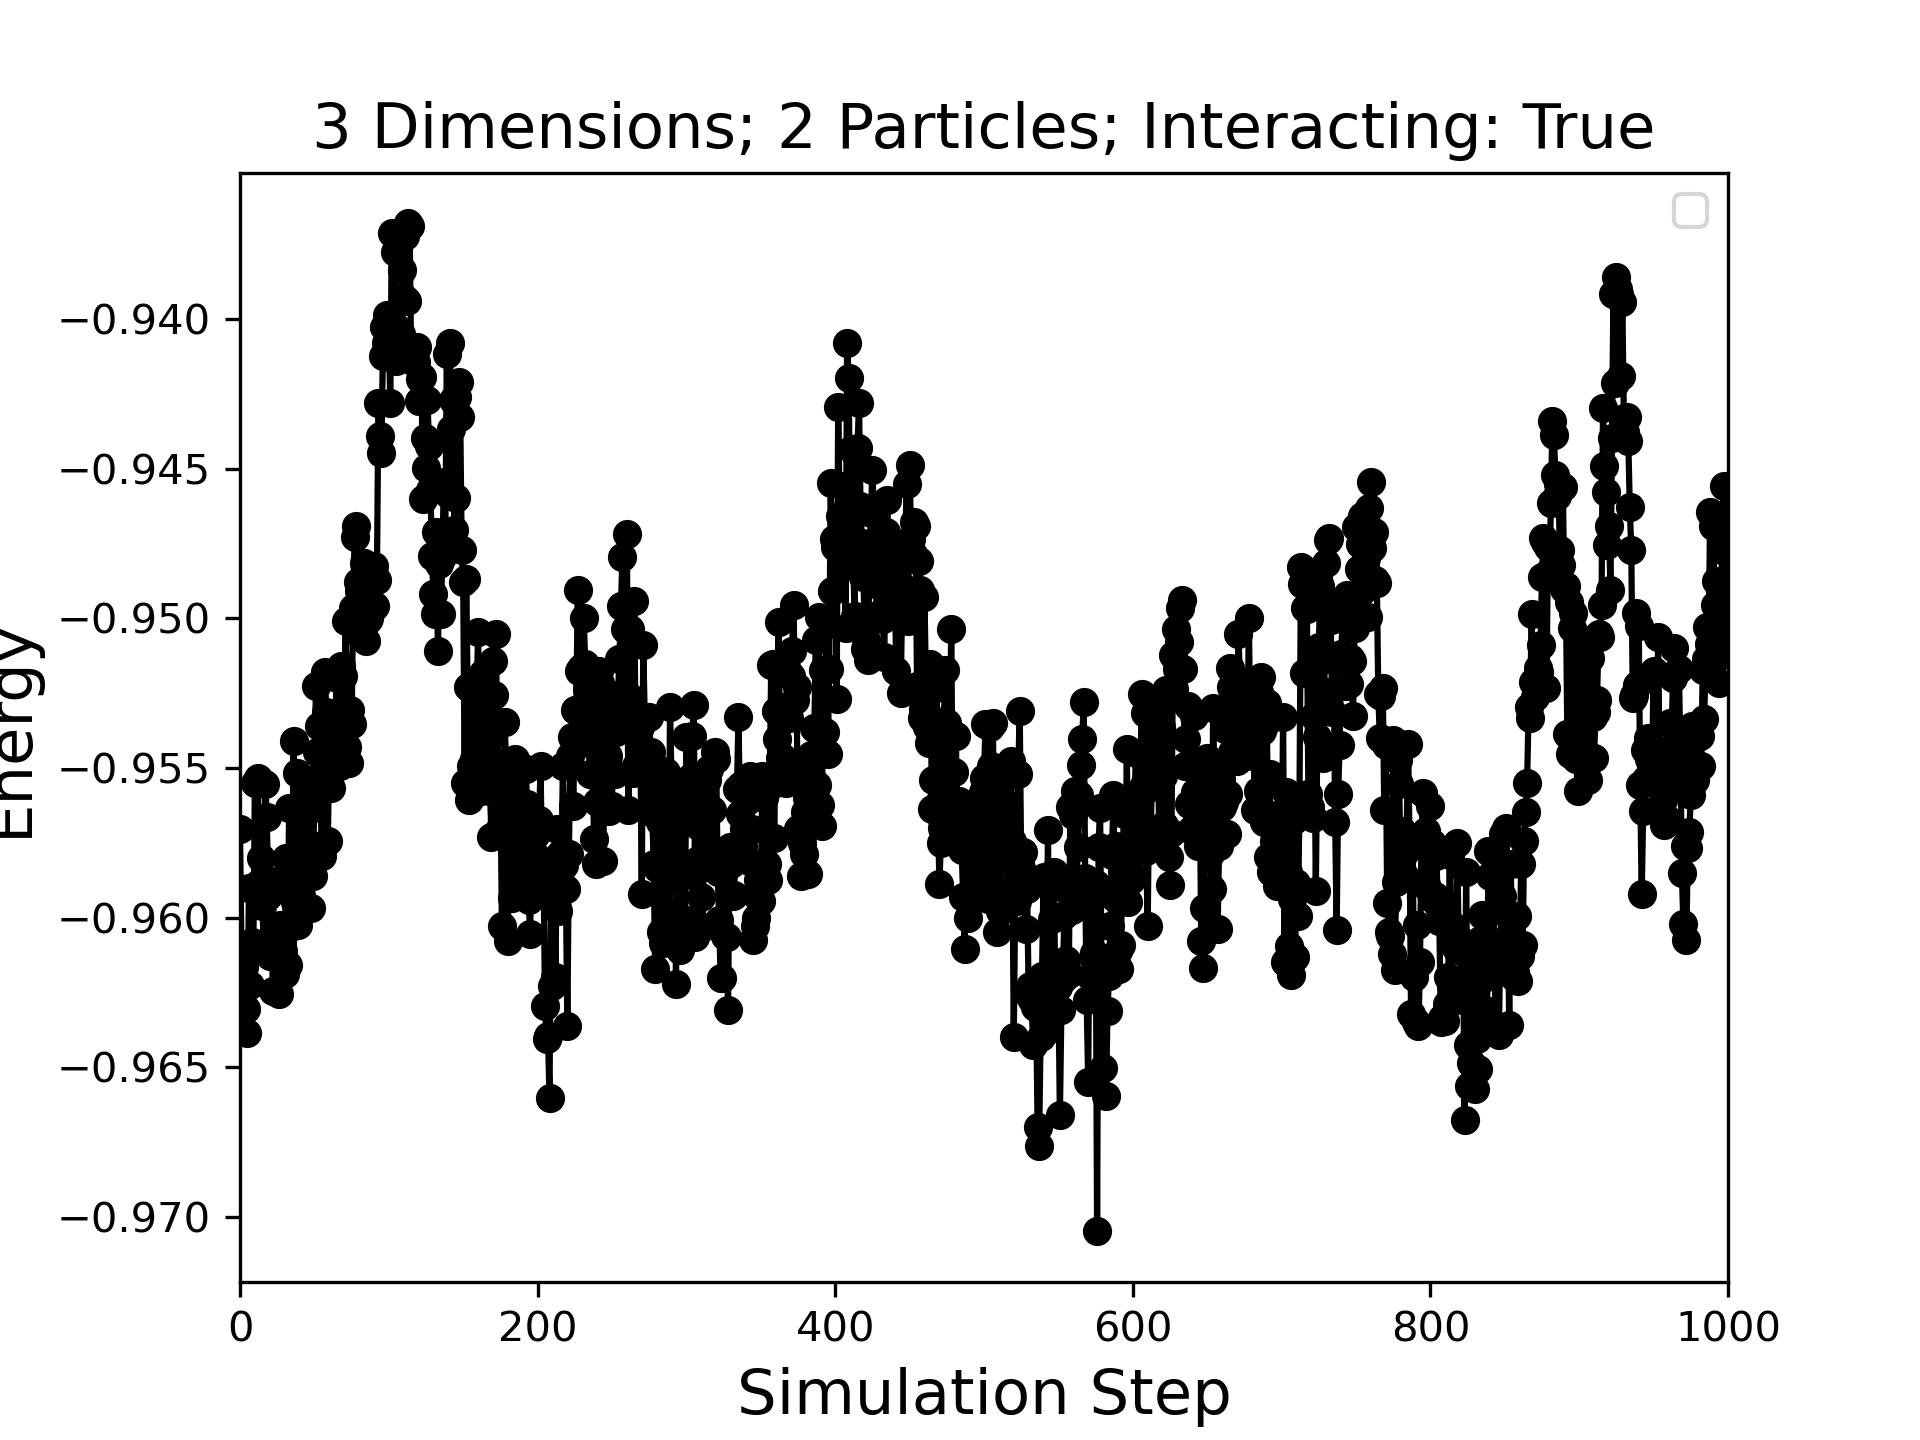 3 Dimensions; 2 Particles; Interacting: True
Energy
−0.940
−0.945
−0.950
−0.955
−0.960
−0.965
−0.970
0 200 400 600 800 1000
Simulation Step